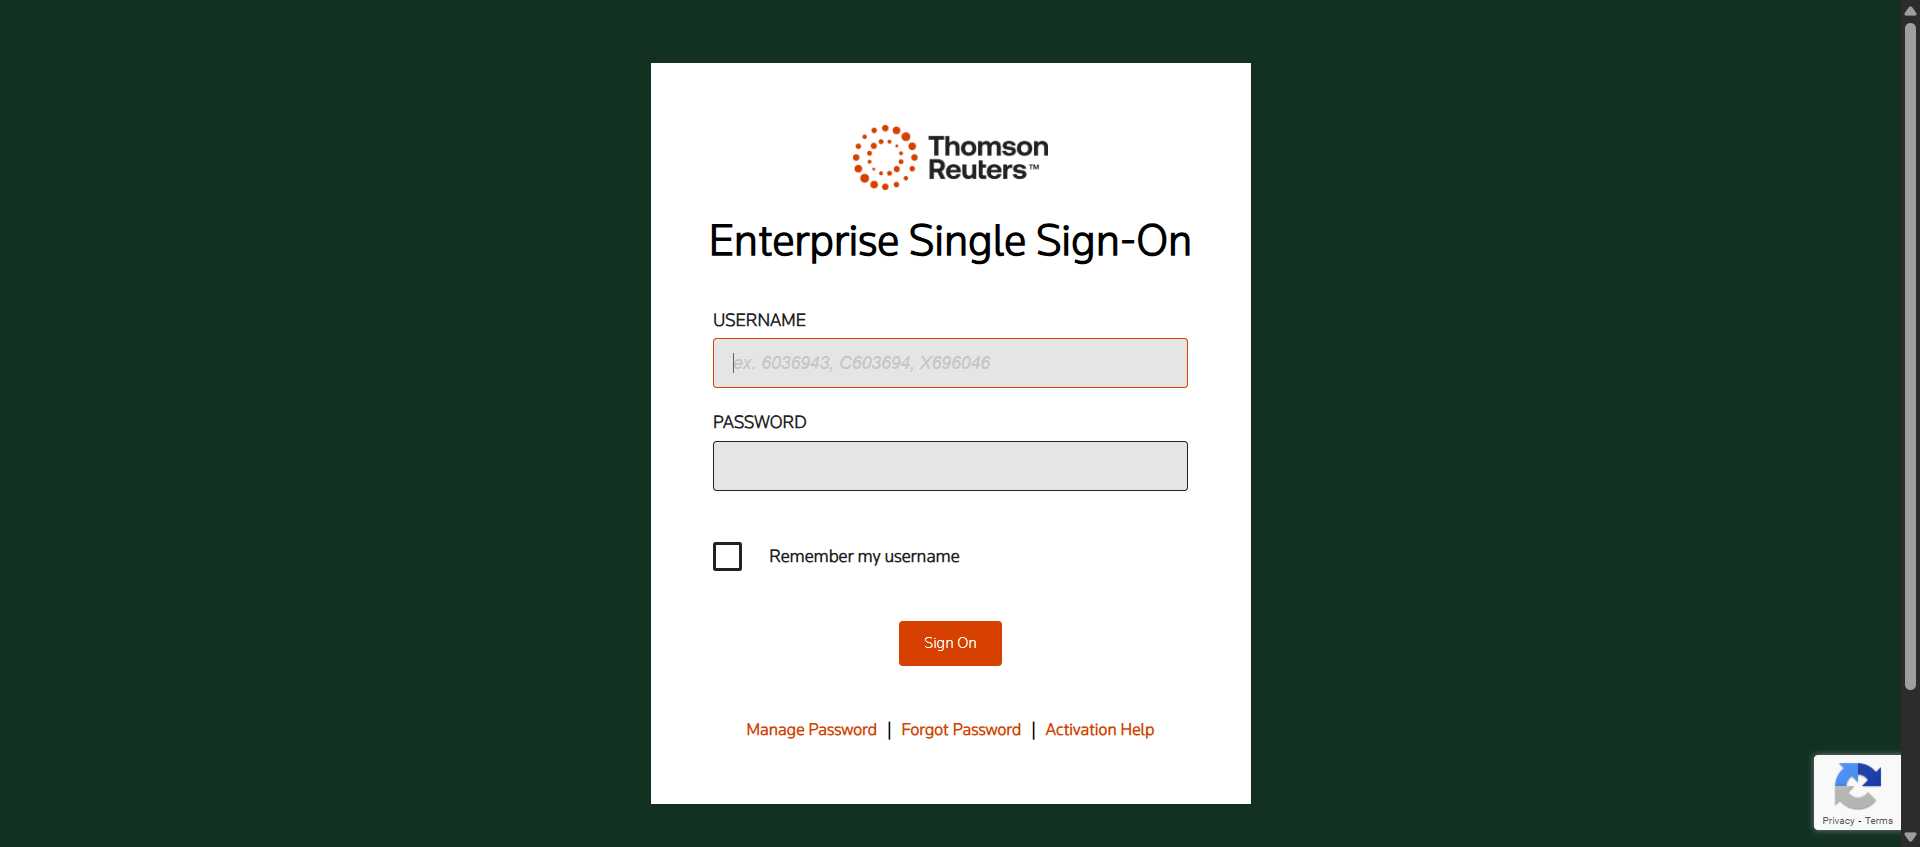 Thomson
Reuters™
Enterprise Single Sign-On
USERNAME
ex. 6036943, C603694, X696046
PASSWORD
Remember my username
Sign On
Manage Password | Forgot Password | Activation Help
Privacy - Terms